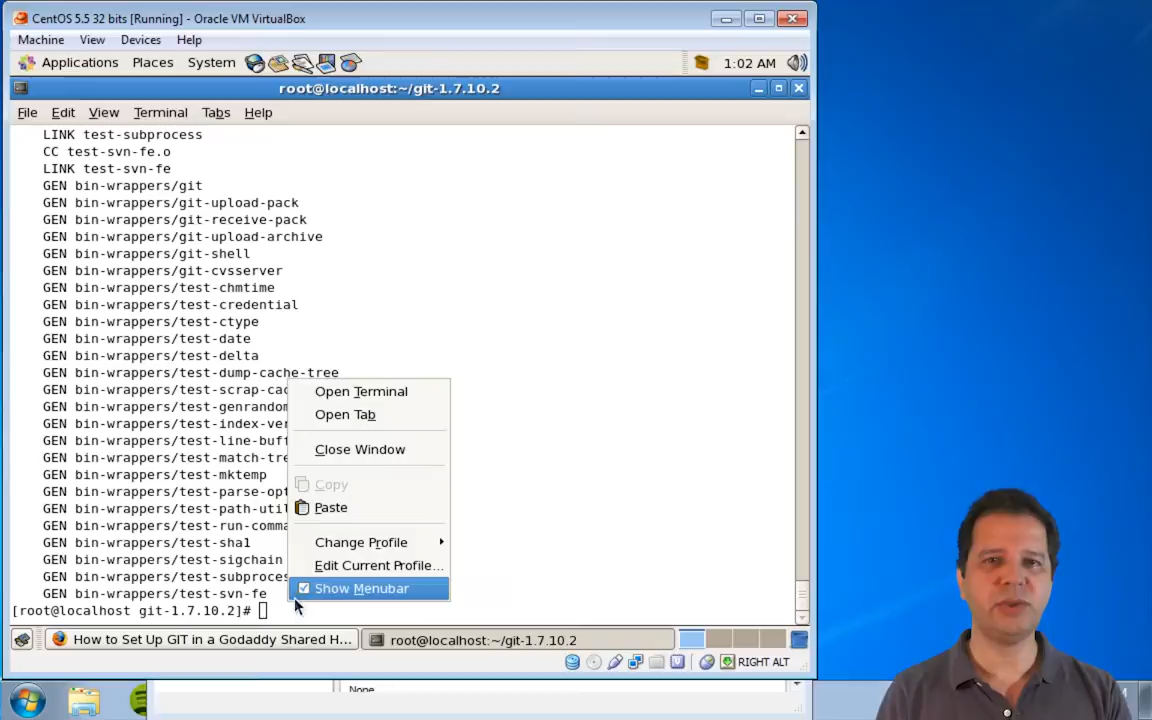 CentOS 5.5 32 bits [Running] - Oracle VM VirtualBox
Machine View Devices Help
Applications Places System 1:02 AM
root@localhost:~/git-1.7.10.2
File Edit View Terminal Tabs Help
LINK test-subprocess
CC test-svn-fe.o
LINK test-svn-fe
GEN bin-wrappers/git
GEN bin-wrappers/git-upload-pack
GEN bin-wrappers/git-receive-pack
GEN bin-wrappers/git-upload-archive
GEN bin-wrappers/git-shell
GEN bin-wrappers/git-cvsserver
GEN bin-wrappers/test-chmtime
GEN bin-wrappers/test-credential
GEN bin-wrappers/test-ctype
GEN bin-wrappers/test-date
GEN bin-wrappers/test-delta
GEN bin-wrappers/test-dump-cache-tree
GEN bin-wrappers/test-scrap-cac
GEN bin-wrappers/test-genrandom
GEN bin-wrappers/test-index-ver
GEN bin-wrappers/test-line-buff
GEN bin-wrappers/test-match-tre
GEN bin-wrappers/test-mktemp
GEN bin-wrappers/test-parse-opt
GEN bin-wrappers/test-path-util
GEN bin-wrappers/test-run-comma
GEN bin-wrappers/test-sha1
GEN bin-wrappers/test-sigchain
GEN bin-wrappers/test-subproces
GEN bin-wrappers/test-svn-fe
[root@localhost git-1.7.10.2]#
Open Terminal
Open Tab
Close Window
Copy
Paste
Change Profile
Edit Current Profile...
Show Menubar
How to Set Up GIT in a Godaddy Shared H... root@localhost:~/git-1.7.10.2
RIGHT ALT
None